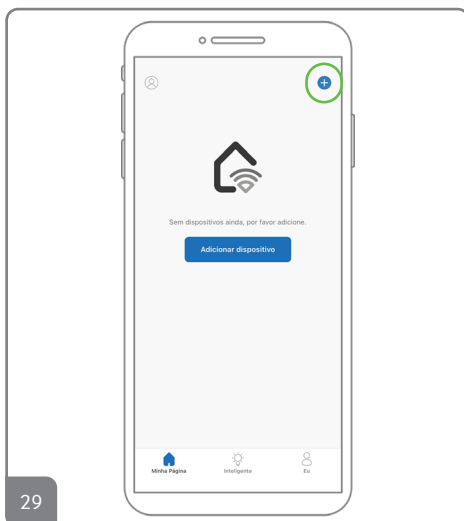 Sem dispositivos ainda, por favor adicione.
Adicionar dispositivo
Minha Página Inteligente Eu
29